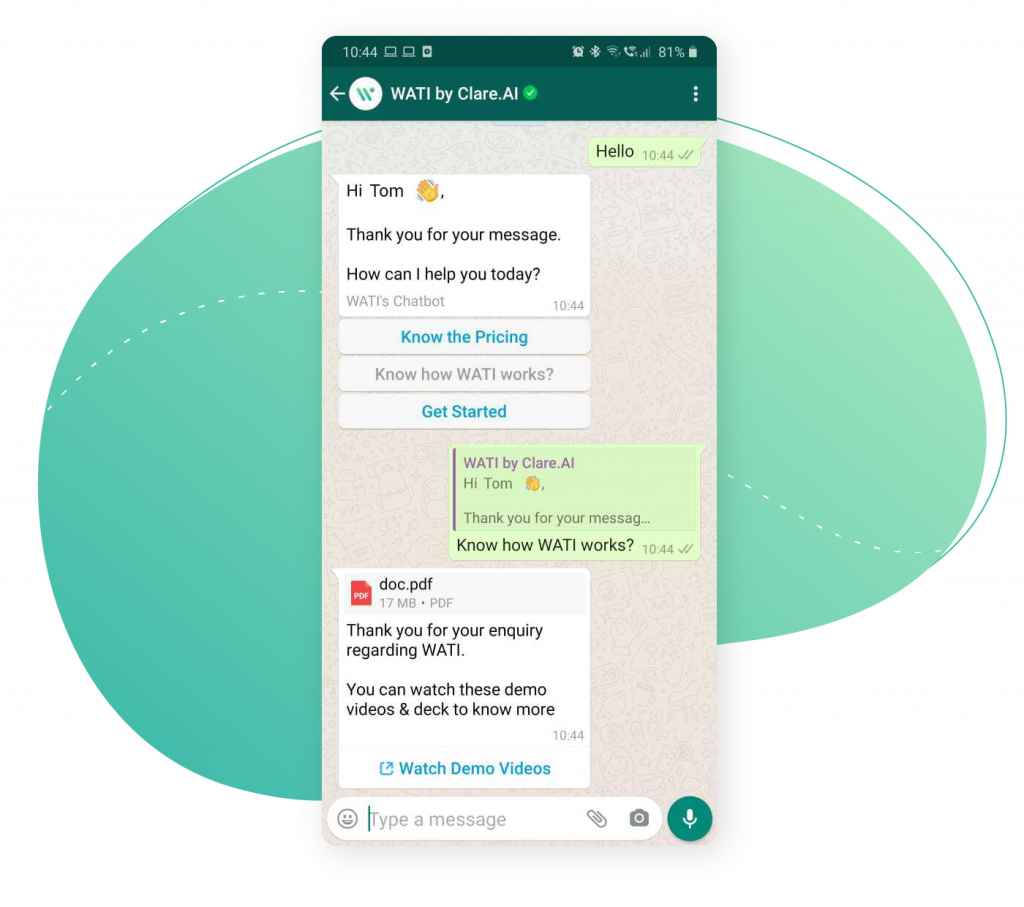 10:44 81%
WATI by Clare.AI
Hello 10:44
Hi Tom 👋,
Thank you for your message.
How can I help you today?
WATI's Chatbot 10:44
Know the Pricing
Know how WATI works?
Get Started
WATI by Clare.AI
Hi Tom 👋,
Thank you for your messag...
Know how WATI works? 10:44
PDF doc.pdf
17 MB • PDF
Thank you for your enquiry
regarding WATI.
You can watch these demo
videos & deck to know more
10:44
Watch Demo Videos
Type a message